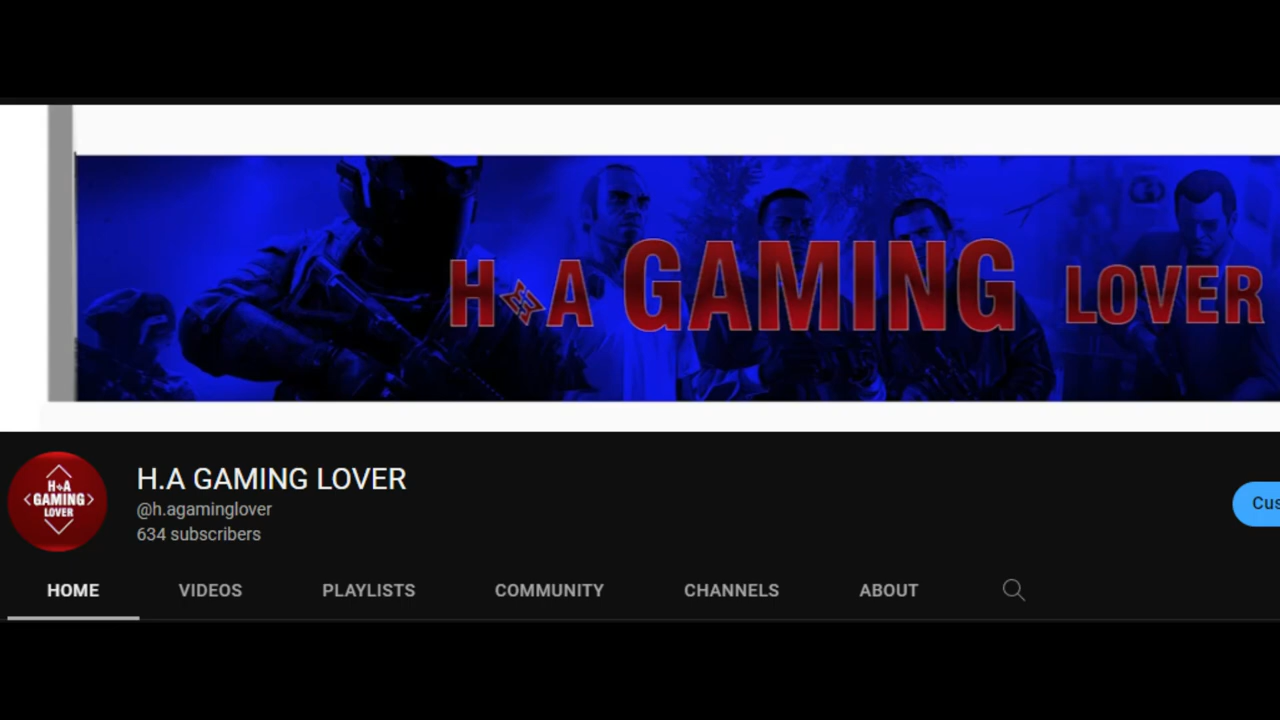 H A GAMING LOVER
H.A GAMING LOVER
@h.agaminglover
634 subscribers
H A
GAMING
LOVER
Cus
HOME VIDEOS PLAYLISTS COMMUNITY CHANNELS ABOUT